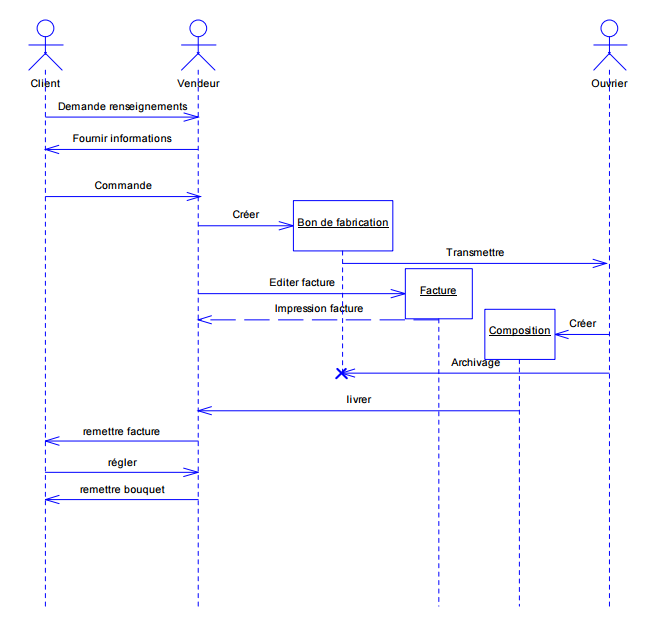 Client
Vendeur
Ouvrier
Demande renseignements
Fournir informations
Commande
Créer
Bon de fabrication
Transmettre
Editer facture
Facture
Impression facture
Créer
Composition
Archivage
livrer
remettre facture
régler
remettre bouquet